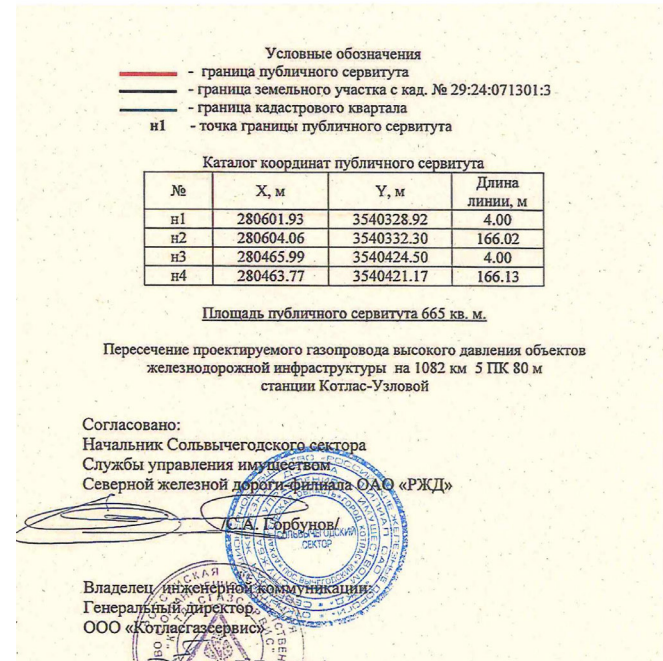 Условные обозначения
- граница публичного сервитута
- граница земельного участка с кад. № 29:24:071301:3
- граница кадастрового квартала
н1 - точка границы публичного сервитута
Каталог координат публичного сервитута
№ X, м Y, м Длина линии, м
н1 280601.93 3540328.92 4.00
н2 280604.06 3540332.30 166.02
н3 280465.99 3540424.50 4.00
н4 280463.77 3540421.17 166.13
Площадь публичного сервитута 665 кв. м.
Пересечение проектируемого газопровода высокого давления объектов
железнодорожной инфраструктуры на 1082 км 5 ПК 80 м
станции Котлас-Узловой
Согласовано:
Начальник Сольвычегодского сектора
Службы управления имуществом
Северной железной дороги-филиала ОАО «РЖД»
/С.А. Горбунов/
СОЛЬВЫЧЕГОДСКИЙ
СЕКТОР
Владелец инженерной коммуникации:
Генеральный директор
ООО «Котласгазсервис»